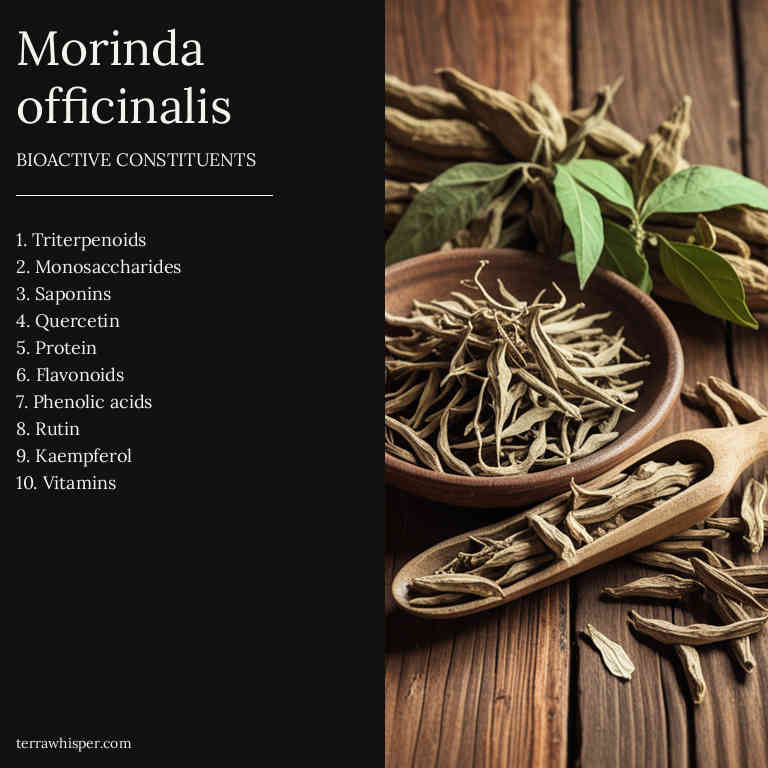 Morinda
officinalis
BIOACTIVE CONSTITUENTS
1. Triterpenoids
2. Monosaccharides
3. Saponins
4. Quercetin
5. Protein
6. Flavonoids
7. Phenolic acids
8. Rutin
9. Kaempferol
10. Vitamins
terrawhisper.com